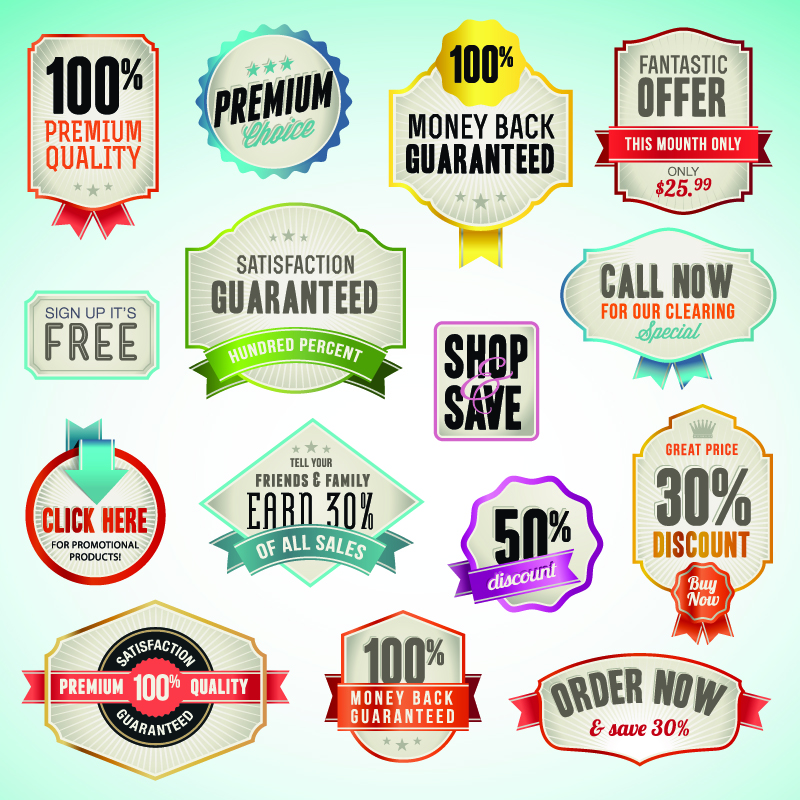 100%
PREMIUM
QUALITY
PREMIUM
Choice
100%
MONEY BACK
GUARANTEED
FANTASTIC
OFFER
THIS MOUNTH ONLY
ONLY
$25.99
SATISFACTION
GUARANTEED
HUNDRED PERCENT
CALL NOW
FOR OUR CLEARING
Special
SIGN UP IT'S
FREE
SHOP
&
SAVE
CLICK HERE
FOR PROMOTIONAL
PRODUCTS!
TELL YOUR
FRIENDS & FAMILY
EARN 30%
OF ALL SALES
50%
discount
GREAT PRICE
30%
DISCOUNT
Buy
Now
SATISFACTION
PREMIUM 100% QUALITY
GUARANTEED
100%
MONEY BACK
GUARANTEED
ORDER NOW
& save 30%